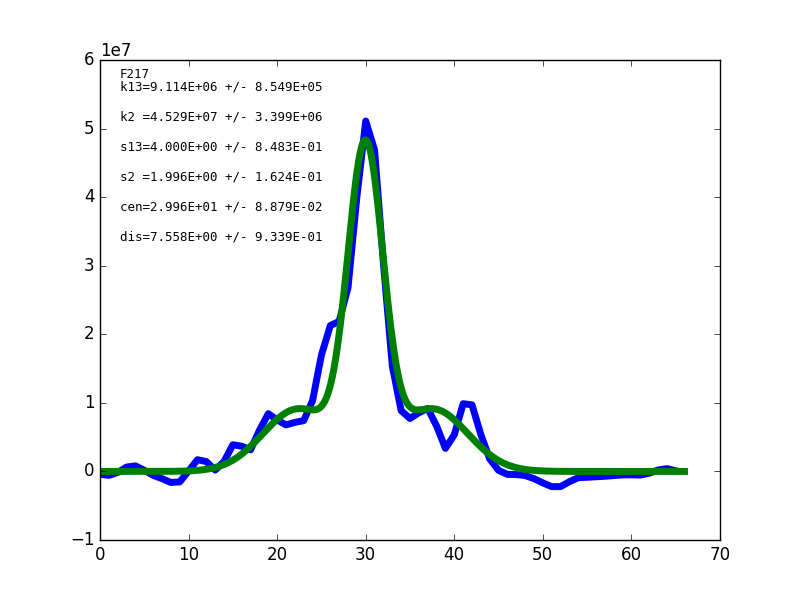 1e7
F217
k13=9.114E+06 +/- 8.549E+05
k2 =4.529E+07 +/- 3.399E+06
s13=4.000E+00 +/- 8.483E-01
s2 =1.996E+00 +/- 1.624E-01
cen=2.996E+01 +/- 8.879E-02
dis=7.558E+00 +/- 9.339E-01
6
5
4
3
2
1
0
−1
0 10 20 30 40 50 60 70